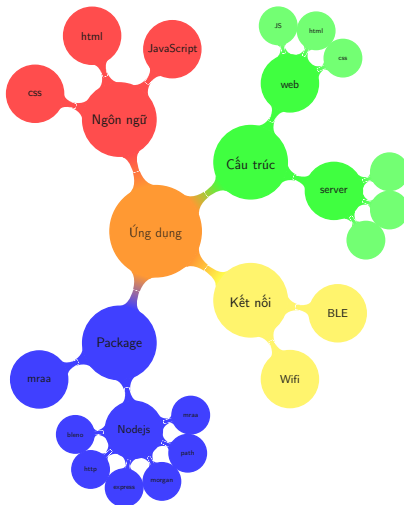 JS
html
html
JavaScript
css
css
web
Ngôn ngữ
Cấu trúc
server
Ứng dụng
Kết nối
BLE
Package
Wifi
mraa
mraa
Nodejs
bleno
path
http
morgan
express